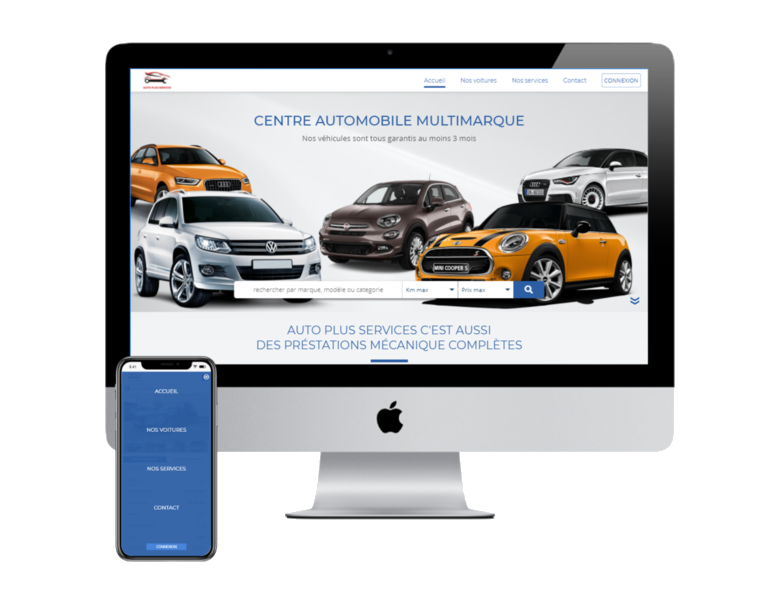 AUTO PLUS SERVICES
Accueil Nos voitures Nos services Contact CONNEXION
CENTRE AUTOMOBILE MULTIMARQUE
Nos véhicules sont tous garantis au moins 3 mois
MINI COOPER S
rechercher par marque, modèle ou categorie Km max Prix max
AUTO PLUS SERVICES C'EST AUSSI
DES PRÉSTATIONS MÉCANIQUE COMPLÈTES
9:41
ACCUEIL
NOS VOITURES
NOS SERVICES
CONTACT
CONNEXION